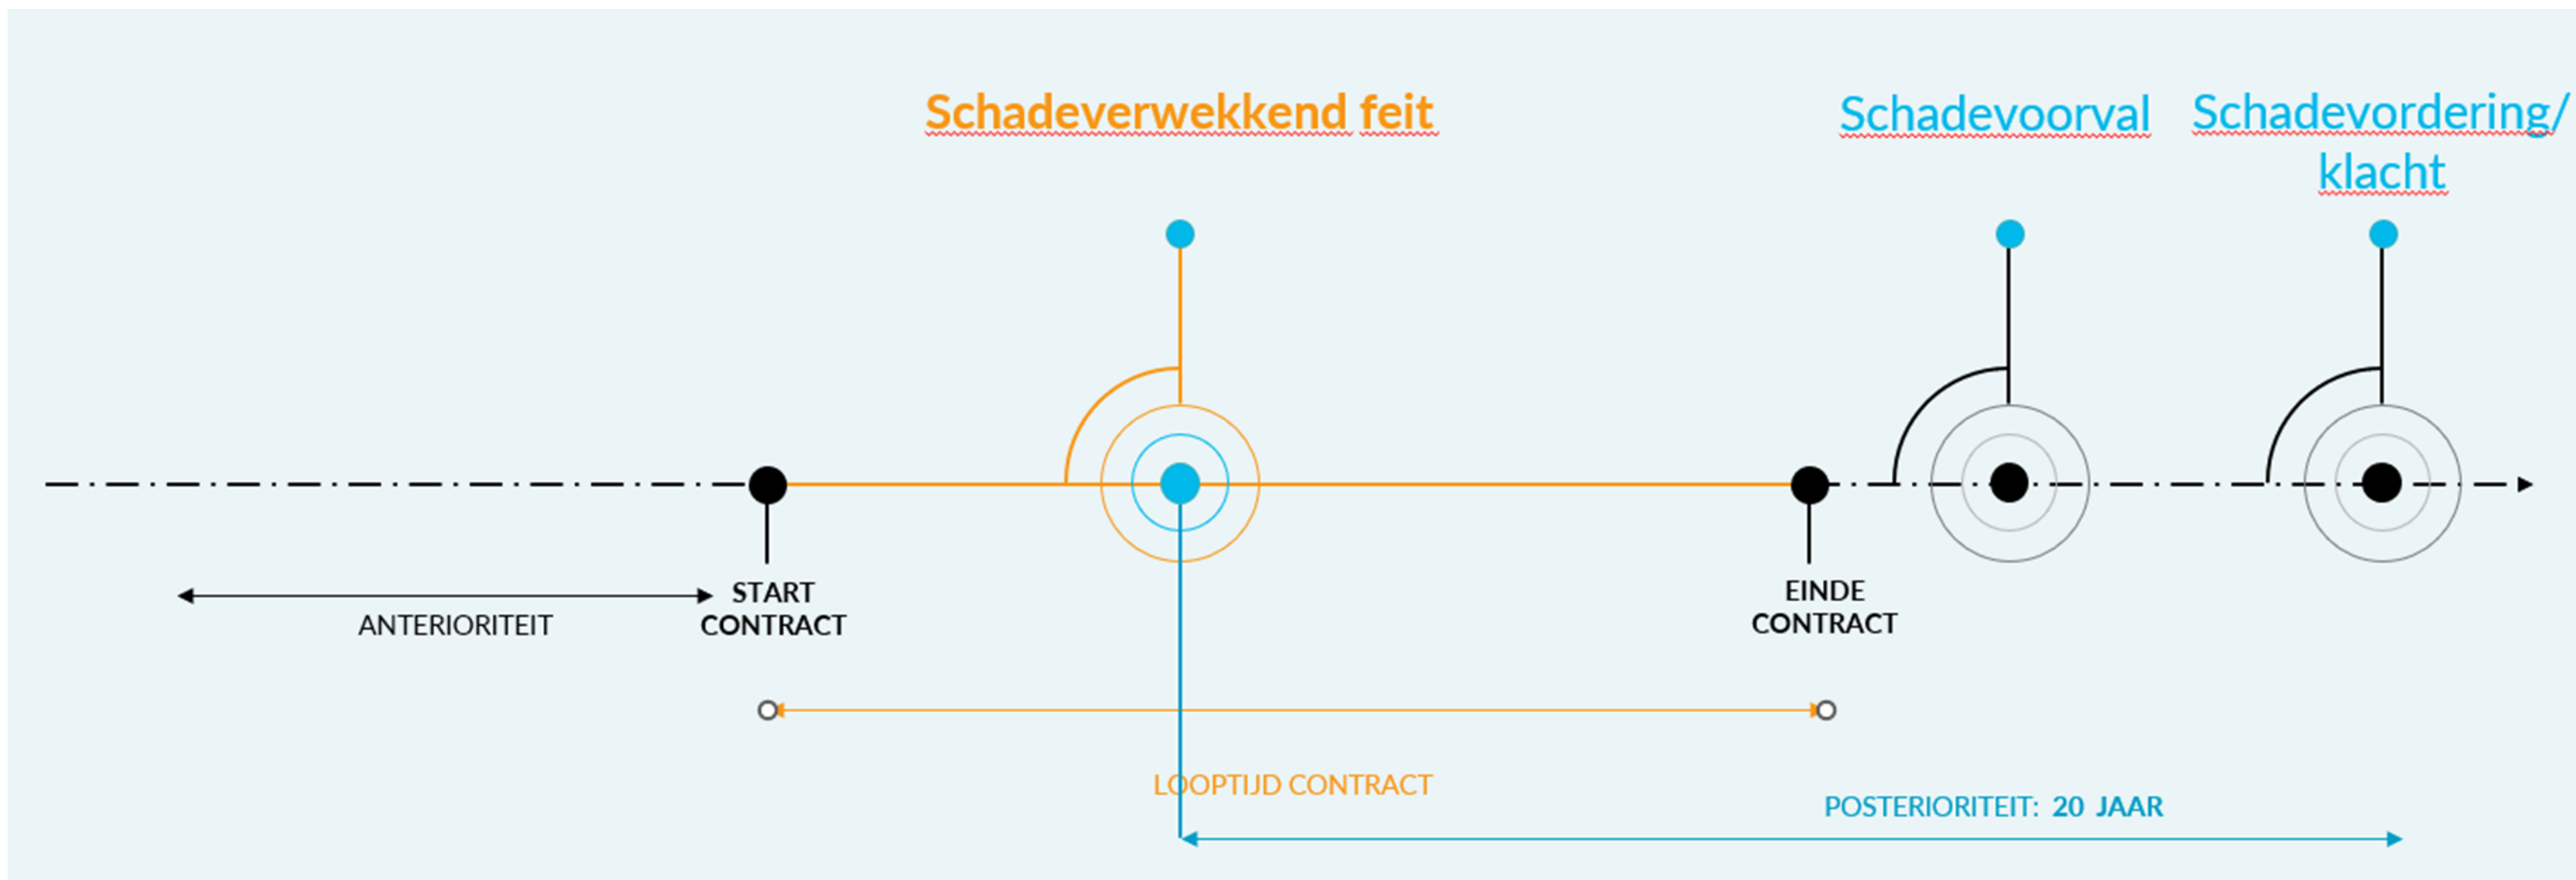 Schadeverwekkend feit
Schadevoorval
Schadevordering/
klacht
START
CONTRACT
ANTERIORITEIT
EINDE
CONTRACT
LOOPTIJD CONTRACT
POSTERIORITEIT: 20 JAAR